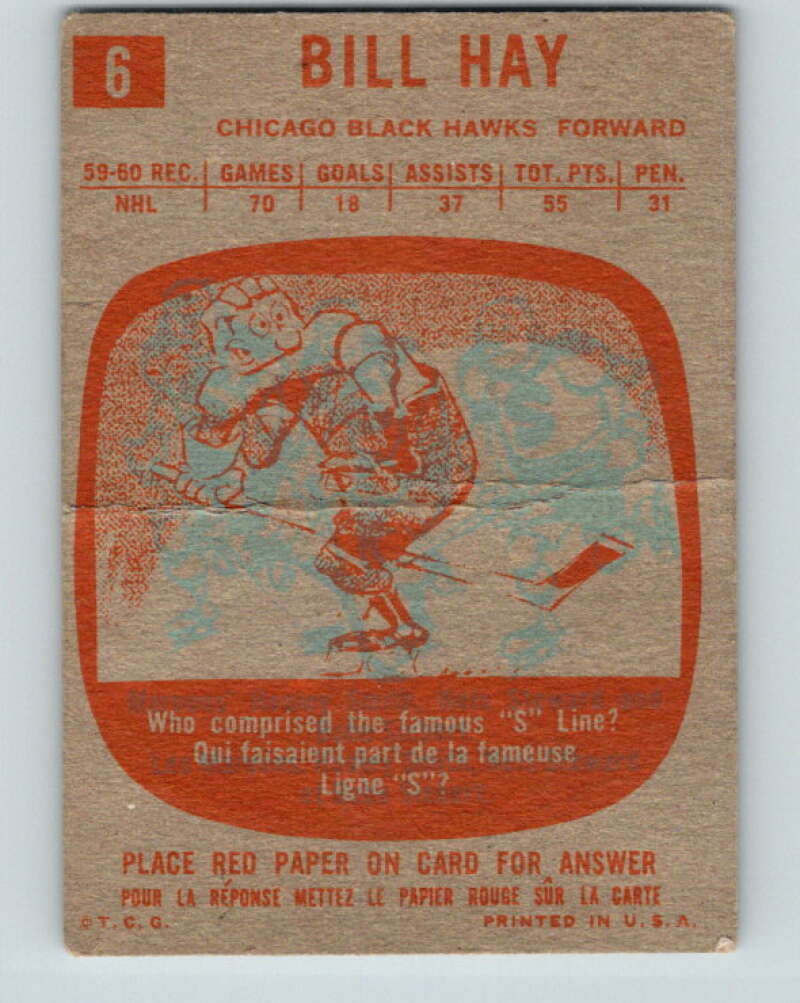 6
BILL HAY
CHICAGO BLACK HAWKS FORWARD
59-60 REC. GAMES GOALS ASSISTS TOT. PTS. PEN.
NHL 70 18 37 55 31
Who comprised the famous "S" Line?
Qui faisaient part de la fameuse
Ligne "S"?
PLACE RED PAPER ON CARD FOR ANSWER
POUR LA RÉPONSE METTEZ LE PAPIER ROUGE SÛR LA CARTE
© T. C. G. PRINTED IN U. S. A.